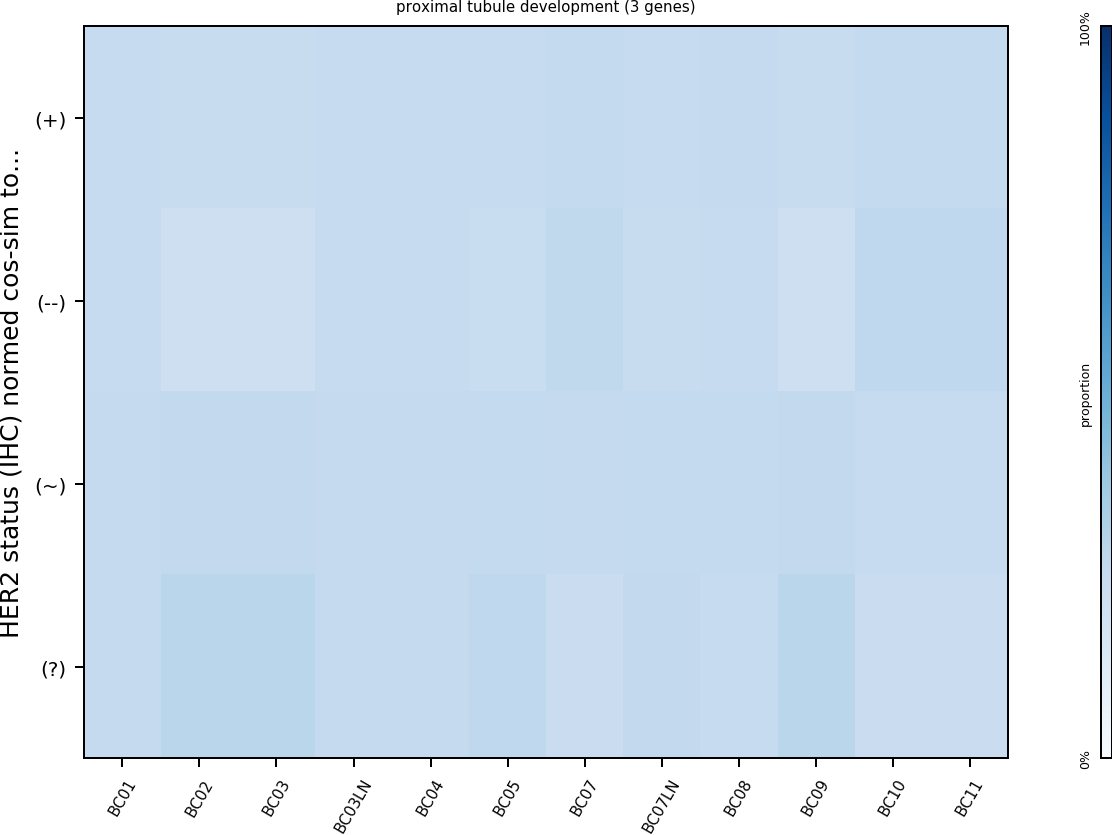 proximal tubule development (3 genes)
HER2 status (IHC) normed cos-sim to...
(+)
(--)
(~)
(?)
BC01
BC02
BC03
BC03LN
BC04
BC05
BC07
BC07LN
BC08
BC09
BC10
BC11
100%
proportion
0%